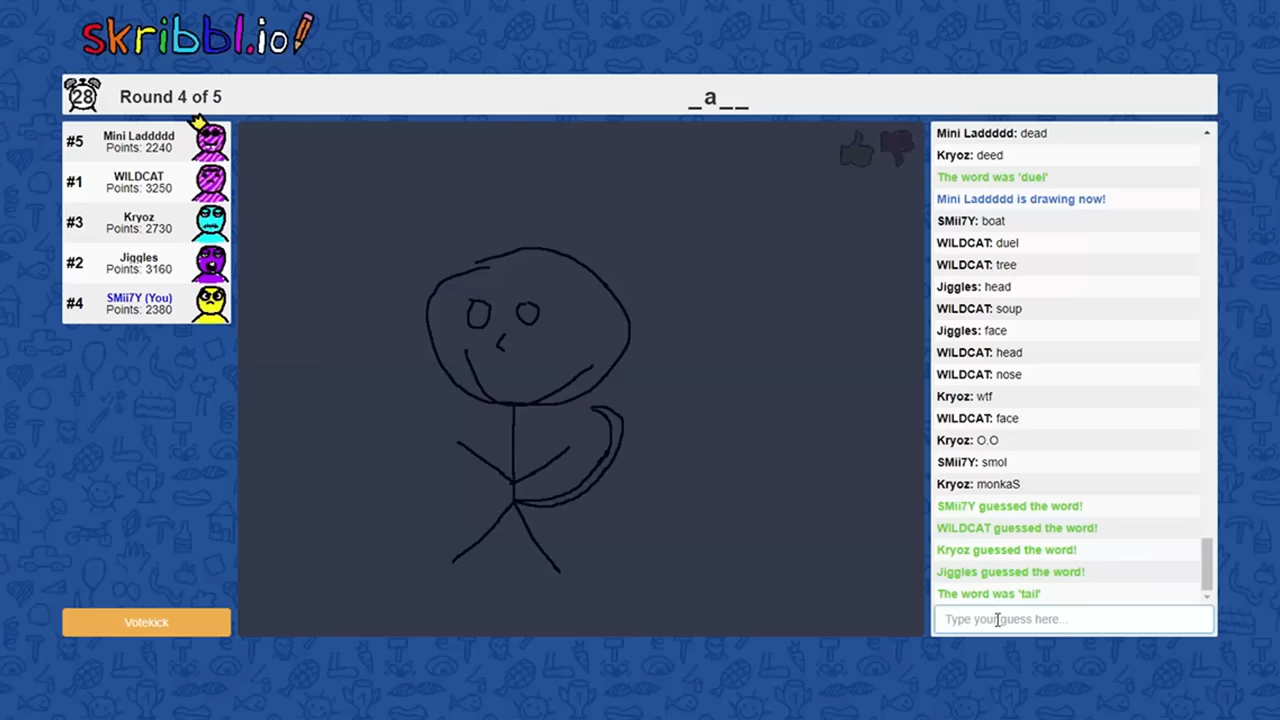 skribbl.io
28 Round 4 of 5 _a__
#5 Mini Laddddd
Points: 2240
#1 WILDCAT
Points: 3250
#3 Kryoz
Points: 2730
#2 Jiggles
Points: 3160
#4 SMii7Y (You)
Points: 2380
Votekick
Mini Laddddd: dead
Kryoz: deed
The word was 'duel'
Mini Laddddd is drawing now!
SMii7Y: boat
WILDCAT: duel
WILDCAT: tree
Jiggles: head
WILDCAT: soup
Jiggles: face
WILDCAT: head
WILDCAT: nose
Kryoz: wtf
WILDCAT: face
Kryoz: O.O
SMii7Y: smol
Kryoz: monkaS
SMii7Y guessed the word!
WILDCAT guessed the word!
Kryoz guessed the word!
Jiggles guessed the word!
The word was 'tail'
Type your guess here...